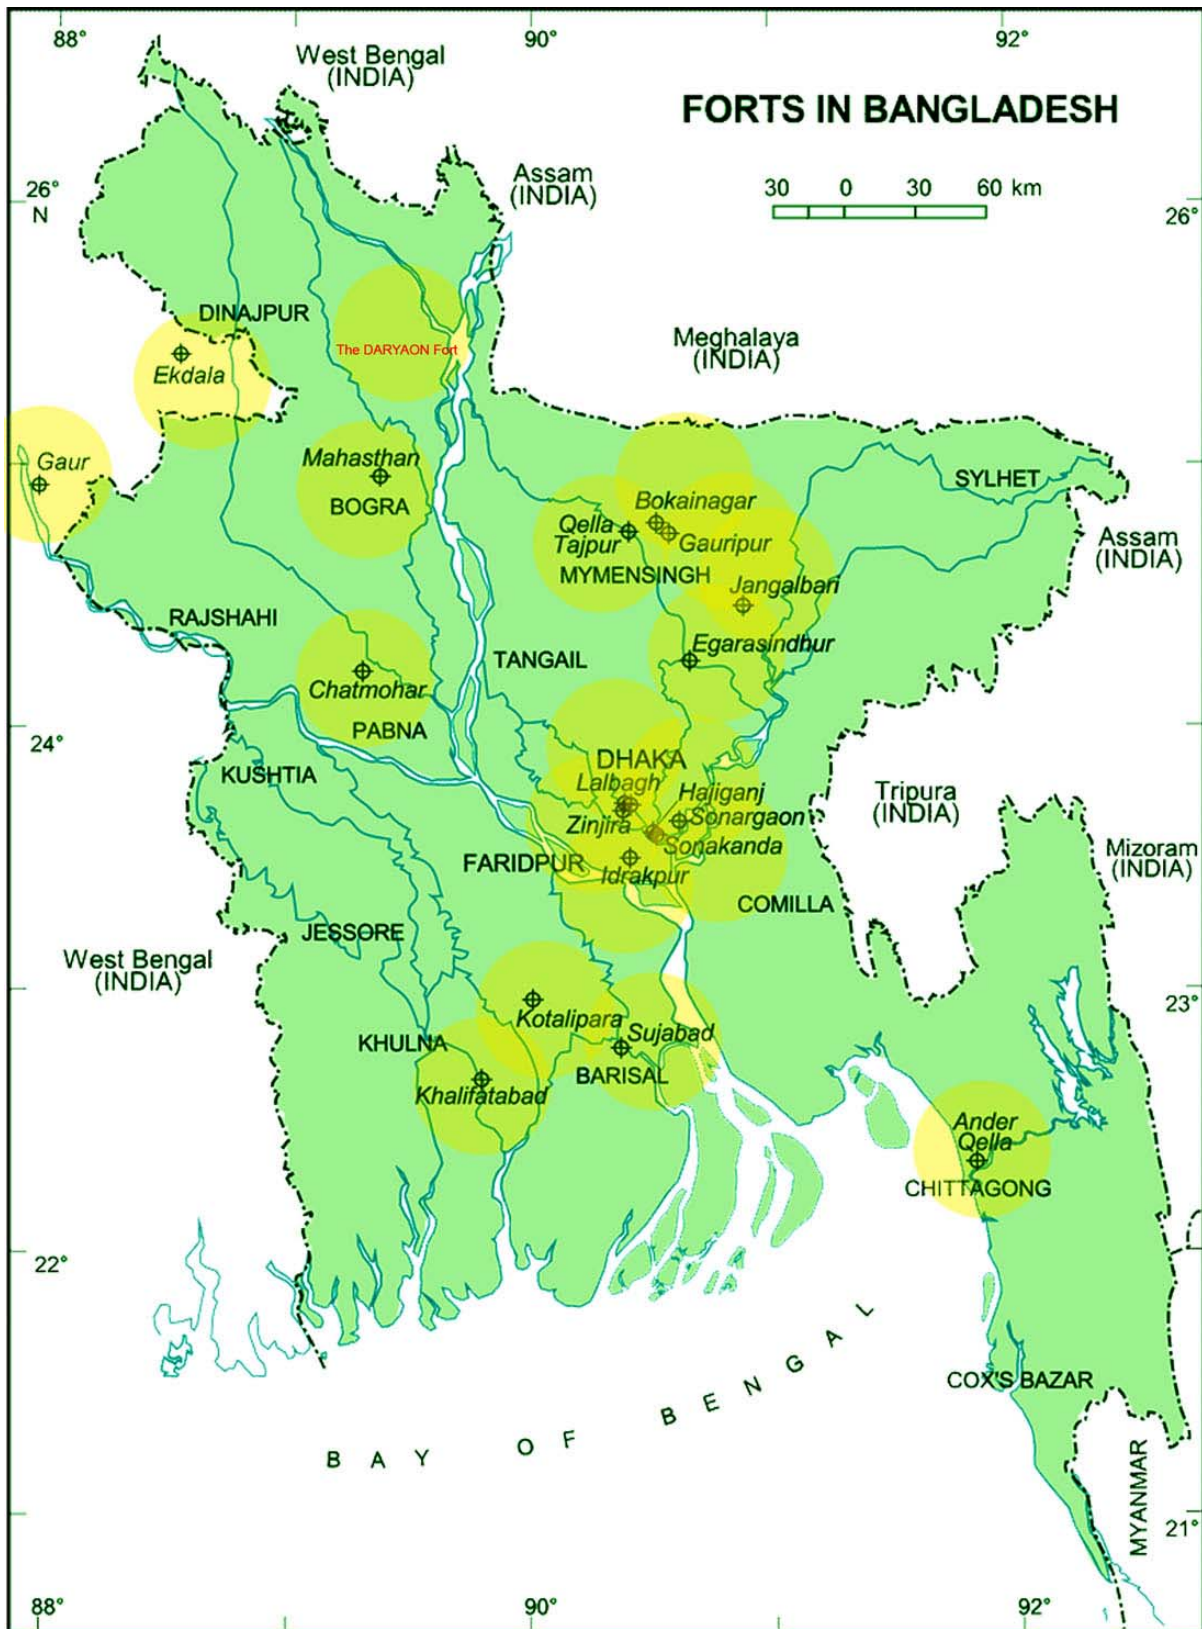 88°
90°
92°
West Bengal
(INDIA)
FORTS IN BANGLADESH
Assam
(INDIA)
26°
N
30 0 30 60 km
26°
DINAJPUR
The DARYAON Fort
Meghalaya
(INDIA)
Ekdala
Gaur
Mahasthan
BOGRA
SYLHET
Bokainagar
Qella
Tajpur
Gauripur
Assam
(INDIA)
MYMENSINGH
Jangalbari
RAJSHAHI
Egarasindhur
TANGAIL
Chatmohar
PABNA
24°
DHAKA
KUSHTIA
Lalbagh
Hajiganj
Tripura
(INDIA)
Zinjira
Sonargaon
Sonakanda
Mizoram
(INDIA)
FARIDPUR
Idrakpur
COMILLA
JESSORE
West Bengal
(INDIA)
23°
Kotalipara
Sujabad
KHULNA
BARISAL
Khalifatabad
Ander
Qella
CHITTAGONG
22°
COX'S BAZAR
BAY OF BENGAL
MYANMAR
21°
88°
90°
92°